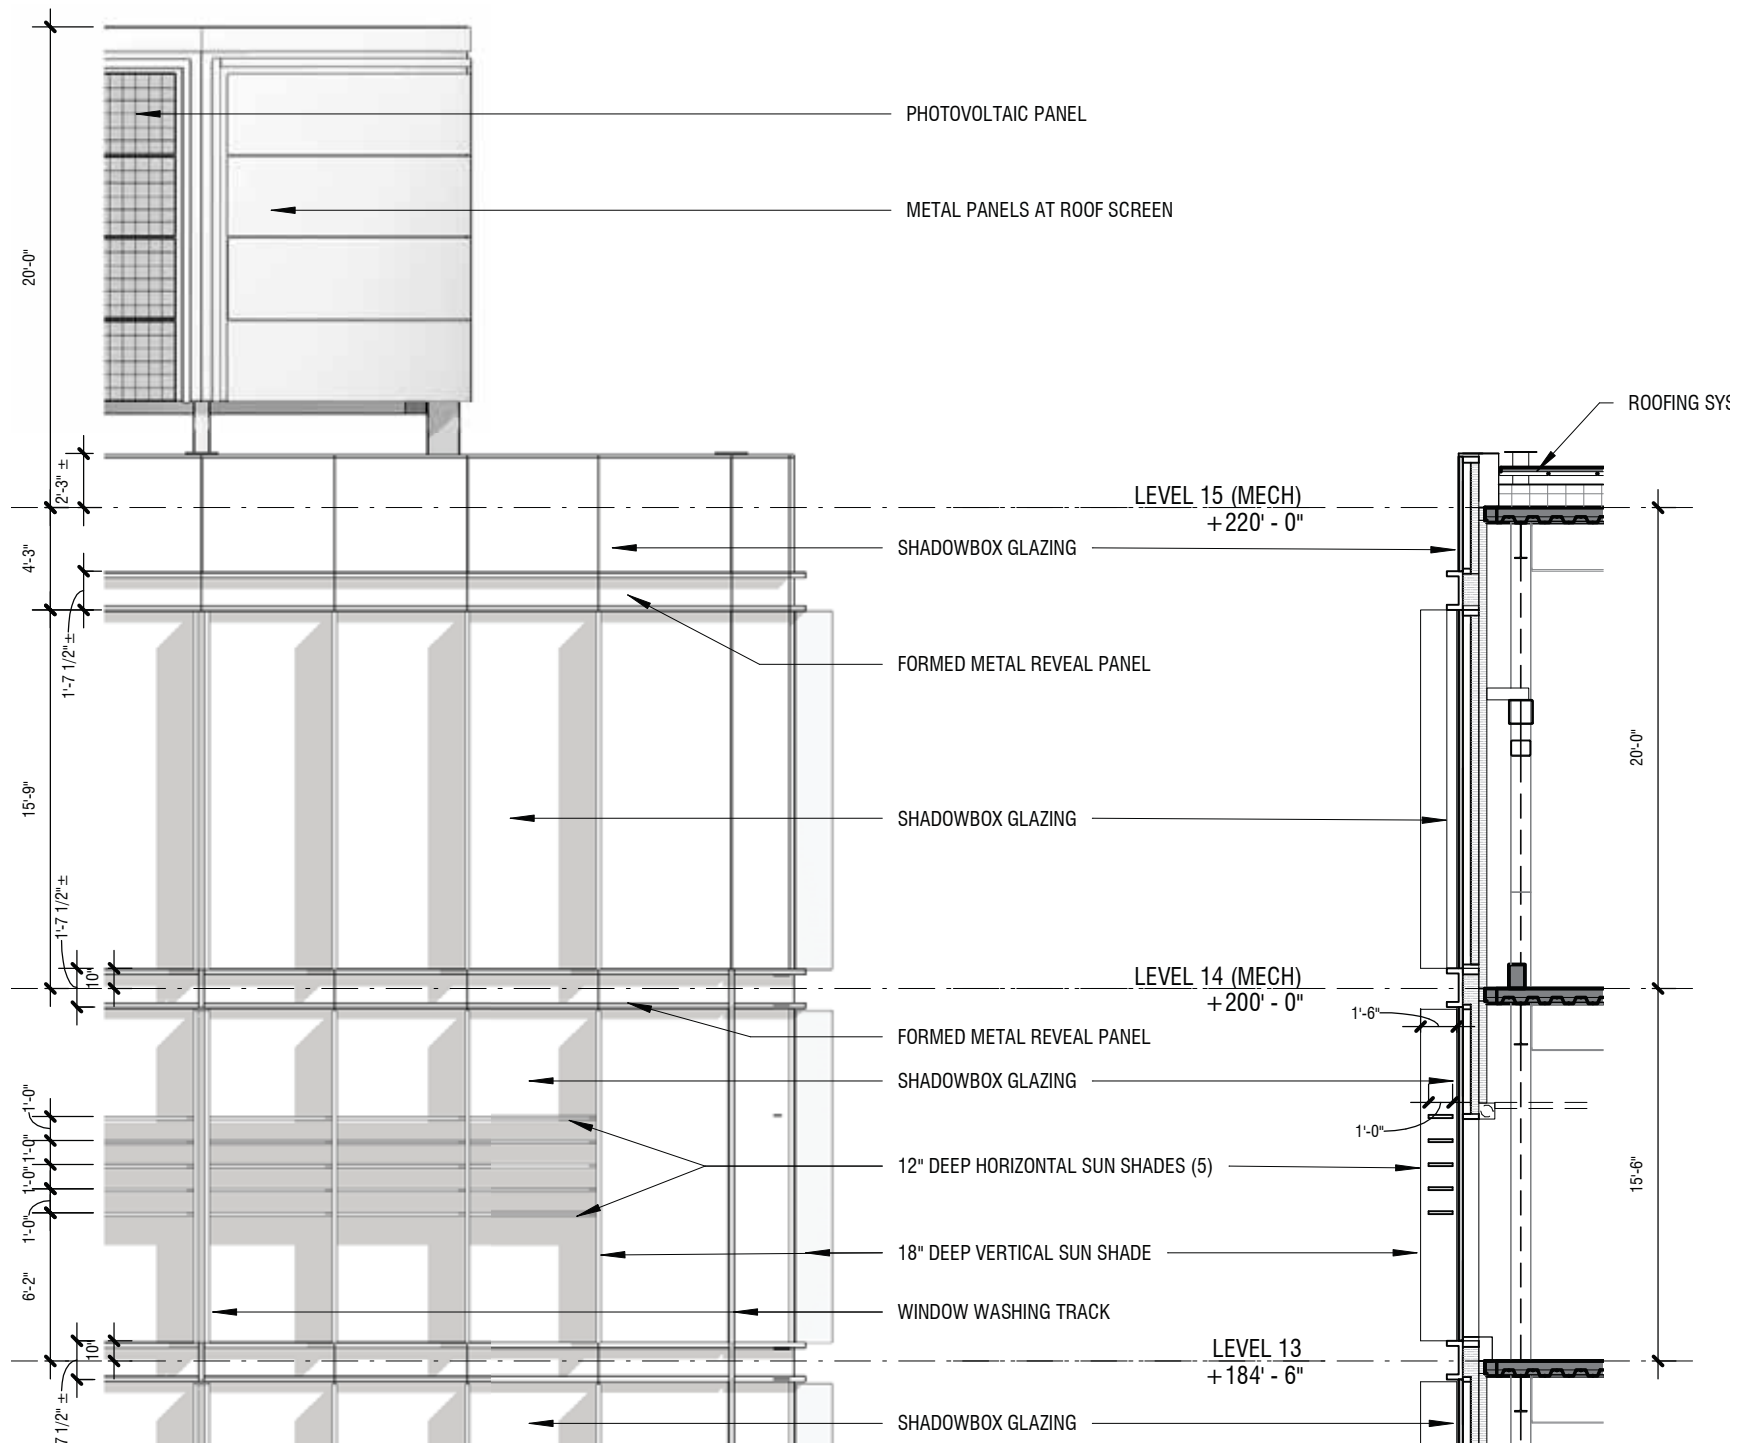 PHOTOVOLTAIC PANEL
METAL PANELS AT ROOF SCREEN
20'-0"
ROOFING SYS
2'-3" ±
LEVEL 15 (MECH)
+220' - 0"
4'-3"
SHADOWBOX GLAZING
1'-7 1/2" ±
FORMED METAL REVEAL PANEL
20'-0"
15'-9"
SHADOWBOX GLAZING
1'-7 1/2" ±
10"
LEVEL 14 (MECH)
+200' - 0"
1'-6"
FORMED METAL REVEAL PANEL
SHADOWBOX GLAZING
1'-0"
1'-0"
1'-0"
1'-0"
1'-0"
12" DEEP HORIZONTAL SUN SHADES (5)
15'-6"
18" DEEP VERTICAL SUN SHADE
6'-2"
WINDOW WASHING TRACK
10"
LEVEL 13
+184' - 6"
7 1/2" ±
SHADOWBOX GLAZING